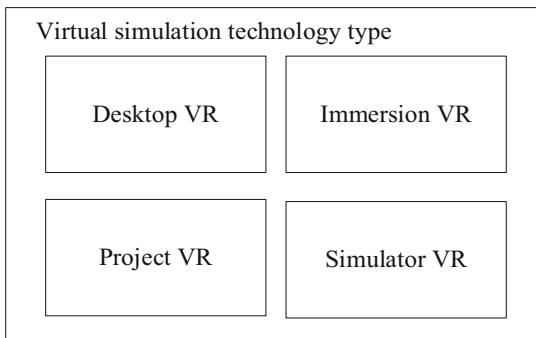 Virtual simulation technology type
Desktop VR
Immersion VR
Project VR
Simulator VR